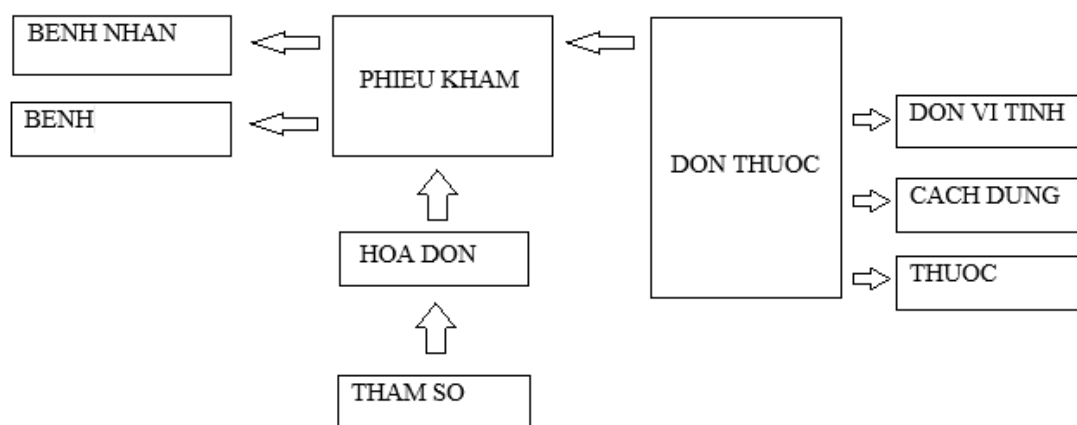 BENH NHAN
BENH
PHIEU KHAM
HOA DON
THAM SO
DON THUOC
DON VI TINH
CACH DUNG
THUOC